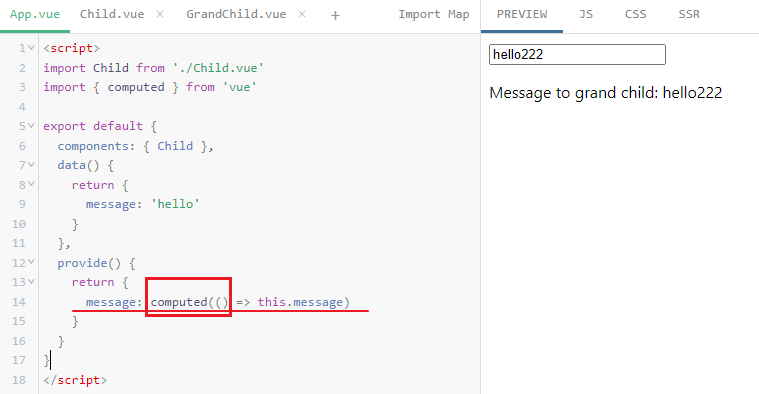 App.vue Child.vue × GrandChild.vue × + Import Map
PREVIEW JS CSS SSR
1 <script>
2 import Child from './Child.vue'
3 import { computed } from 'vue'
4
5 export default {
6 components: { Child },
7 data() {
8 return {
9 message: 'hello'
10 }
11 },
12 provide() {
13 return {
14 message: computed(() => this.message)
15 }
16 }
17 }
18 </script>
hello222
Message to grand child: hello222